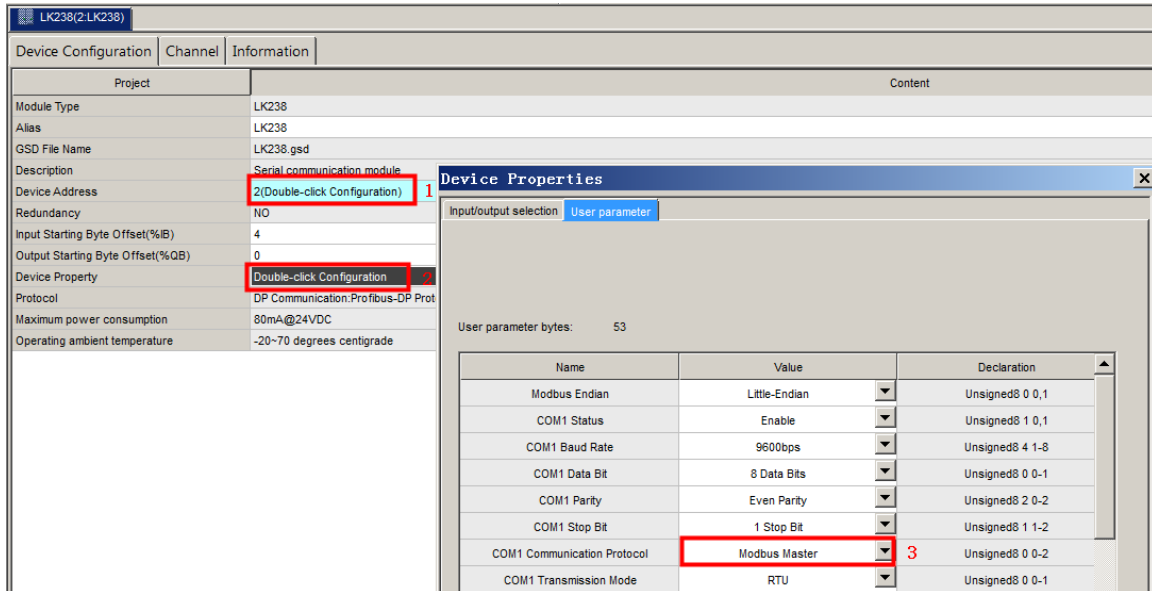 LK238(2:LK238)
Device Configuration Channel Information
Project Content
Module Type LK238
Alias LK238
GSD File Name LK238.gsd
Description Serial communication module
Device Address 2(Double-click Configuration) 1
Redundancy NO
Input Starting Byte Offset(%IB) 4
Output Starting Byte Offset(%QB) 0
Device Property Double-click Configuration 2
Protocol DP Communication:Profibus-DP Prot
Maximum power consumption 80mA@24VDC
Operating ambient temperature -20~70 degrees centigrade
Device Properties
Input/output selection User parameter
User parameter bytes: 53
Name Value Declaration
Modbus Endian Little-Endian Unsigned8 0 0,1
COM1 Status Enable Unsigned8 1 0,1
COM1 Baud Rate 9600bps Unsigned8 4 1-8
COM1 Data Bit 8 Data Bits Unsigned8 0 0-1
COM1 Parity Even Parity Unsigned8 2 0-2
COM1 Stop Bit 1 Stop Bit Unsigned8 1 1-2
COM1 Communication Protocol Modbus Master 3 Unsigned8 0 0-2
COM1 Transmission Mode RTU Unsigned8 0 0-1